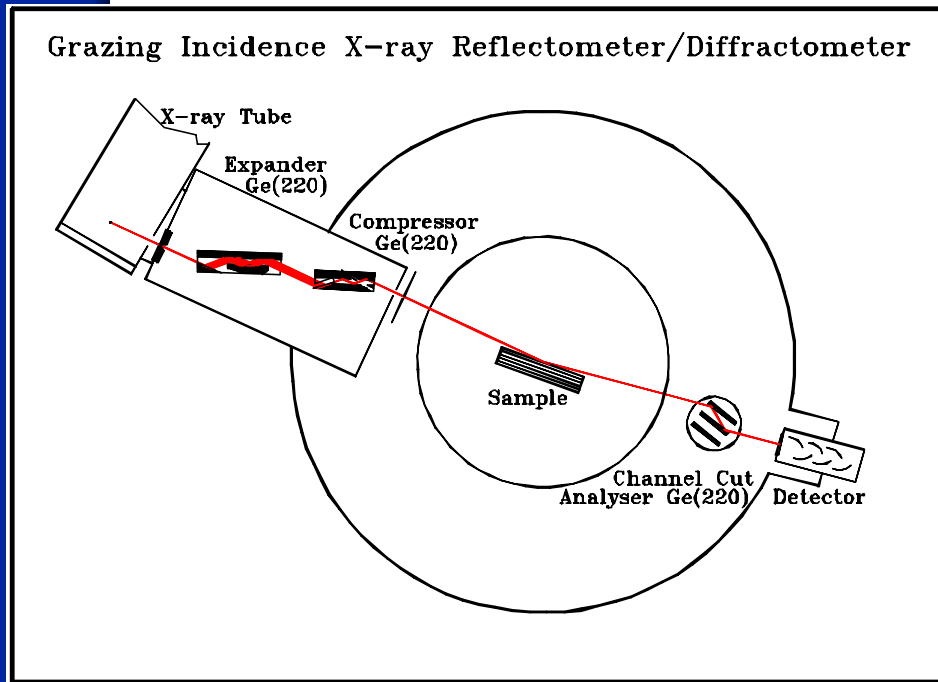 Grazing Incidence X-ray Reflectometer/Diffractometer
X-ray Tube
Expander
Ge(220)
Compressor
Ge(220)
Sample
Channel Cut
Analyser Ge(220)
Detector